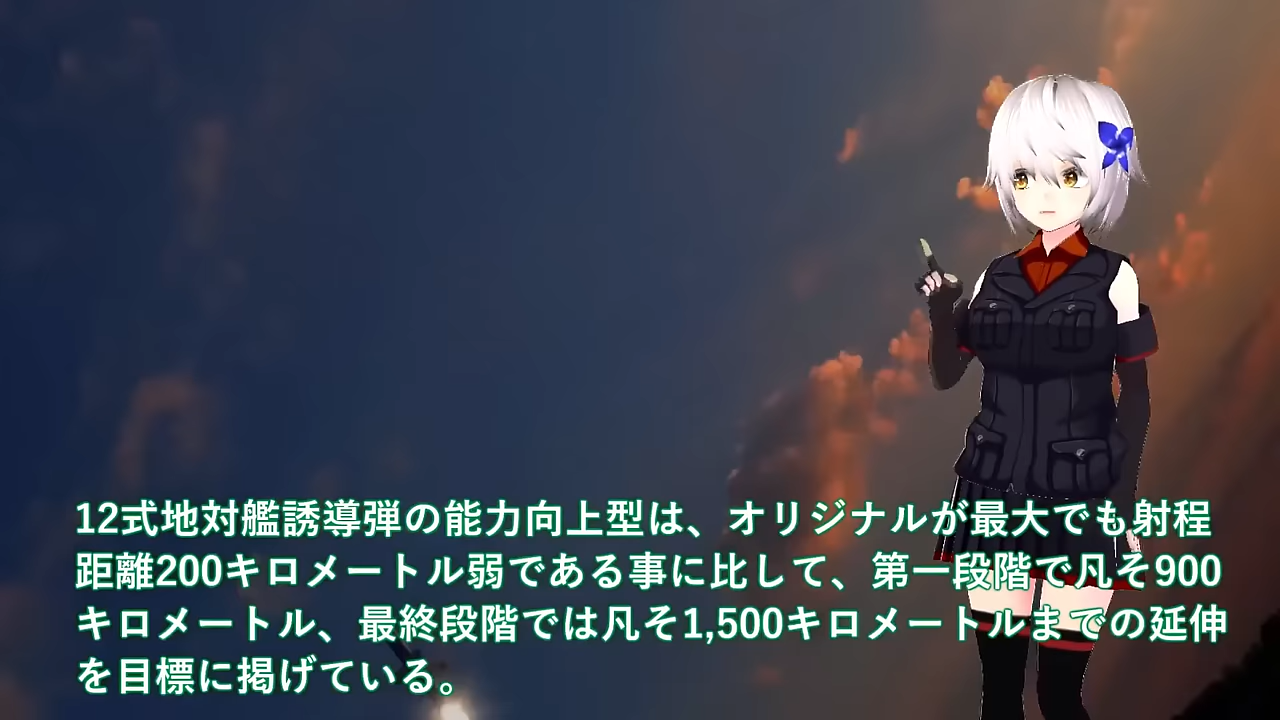 12式地対艦誘導弾の能力向上型は、オリジナルが最大でも射程
距離200キロメートル弱である事に比して、第一段階で凡そ900
キロメートル、最終段階では凡そ1,500キロメートルまでの延伸
を目標に掲げている。